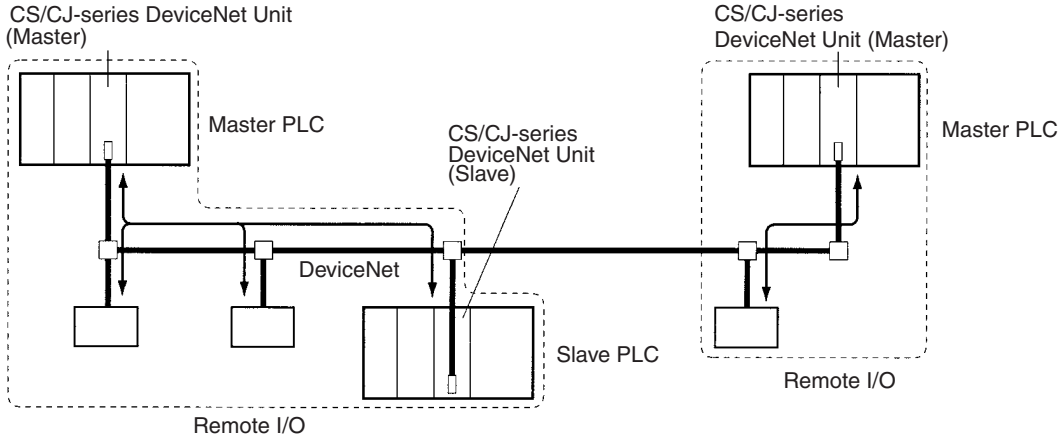 CS/CJ-series DeviceNet Unit
(Master)
CS/CJ-series
DeviceNet Unit (Master)
Master PLC
CS/CJ-series
DeviceNet Unit
(Slave)
Master PLC
DeviceNet
Slave PLC
Remote I/O
Remote I/O